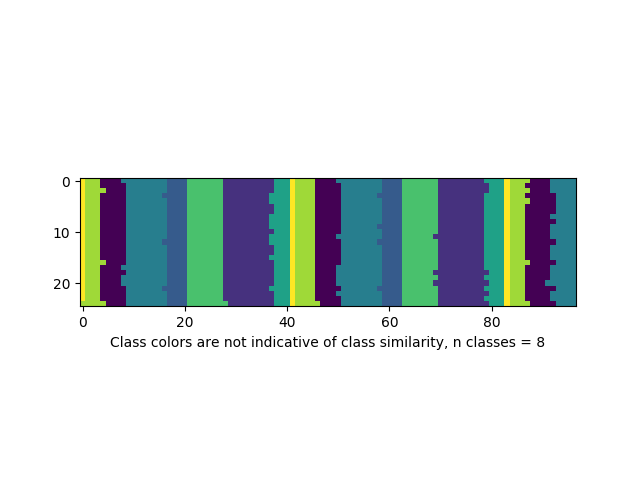 0
10
20
0 20 40 60 80
Class colors are not indicative of class similarity, n classes = 8